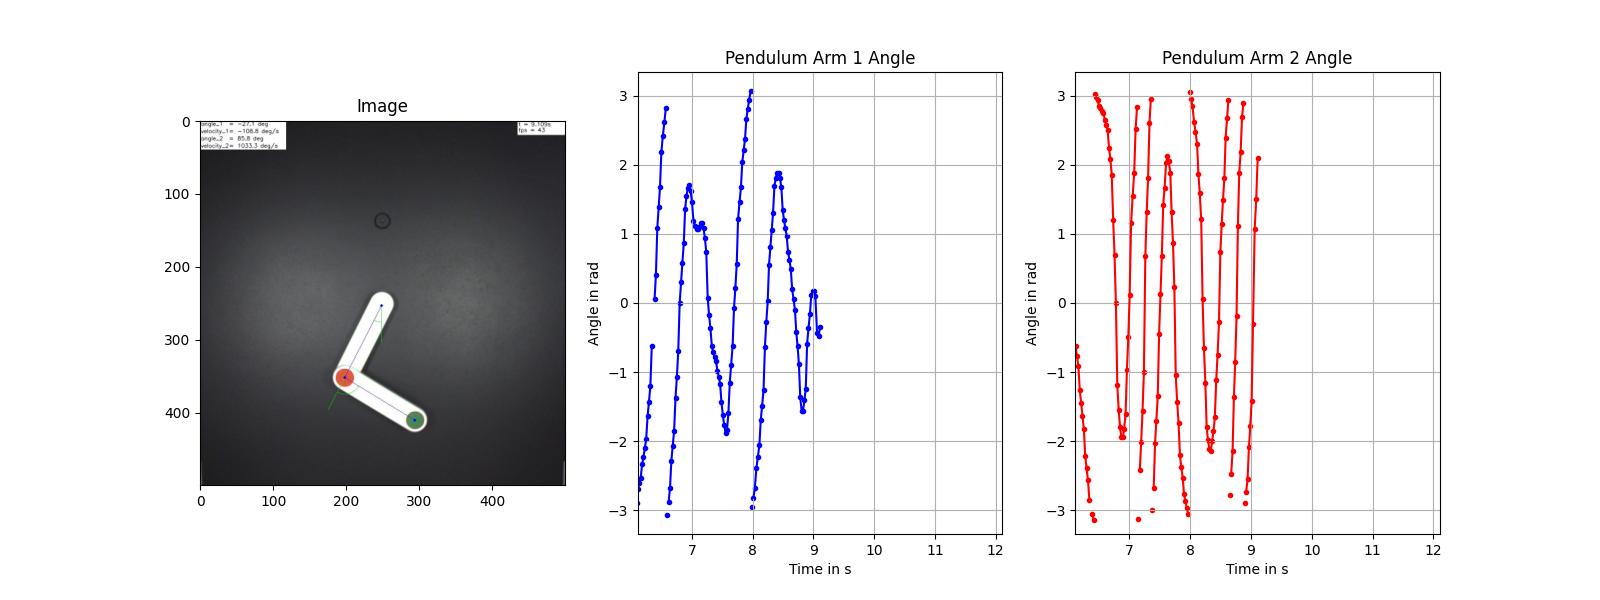 Image
angle_1 = -27.1 deg
velocity_1= -108.8 deg/s
angle_2 = 85.8 deg
velocity_2= 1033.3 deg/s
t = 9.109s
fps = 43
0
100
200
300
400
0 100 200 300 400
Pendulum Arm 1 Angle
Angle in rad
3
2
1
0
−1
−2
−3
7 8 9 10 11 12
Time in s
Pendulum Arm 2 Angle
Angle in rad
3
2
1
0
−1
−2
−3
7 8 9 10 11 12
Time in s